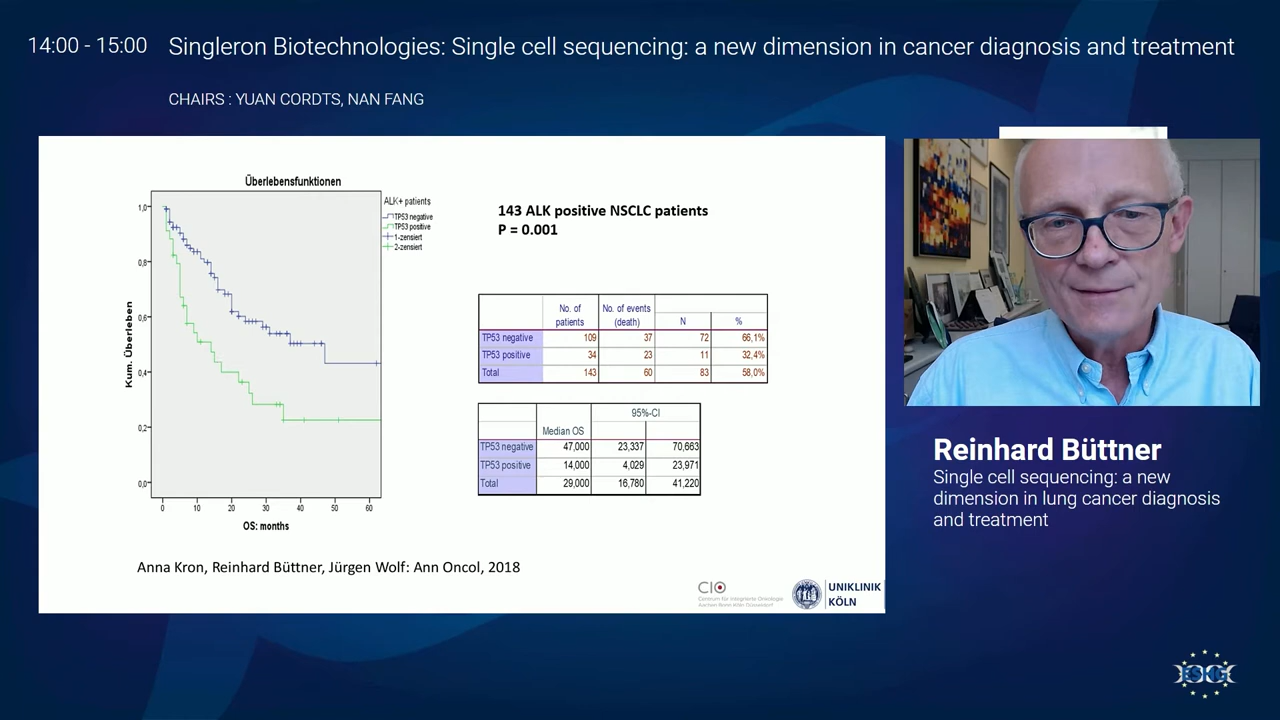 14:00 - 15:00 Singleron Biotechnologies: Single cell sequencing: a new dimension in cancer diagnosis and treatment
CHAIRS : YUAN CORDTS, NAN FANG
Überlebensfunktionen
ALK+ patients
TP53 negative
TP53 positive
1-zensiert
2-zensiert
1,0
0,8
0,6
0,4
0,2
0,0
Kum. Überleben
0 10 20 30 40 50 60
OS: months
143 ALK positive NSCLC patients
P = 0.001
No. of patients No. of events (death) N %
TP53 negative 109 37 72 66,1%
TP53 positive 34 23 11 32,4%
Total 143 60 83 58,0%
95%-CI
Median OS
TP53 negative 47,000 23,337 70,663
TP53 positive 14,000 4,029 23,971
Total 29,000 16,780 41,220
Anna Kron, Reinhard Büttner, Jürgen Wolf: Ann Oncol, 2018
CIO
Centrum für Integrierte Onkologie
Aachen Bonn Köln Düsseldorf
UNIKLINIK
KÖLN
Reinhard Büttner
Single cell sequencing: a new
dimension in lung cancer diagnosis
and treatment
ESHG